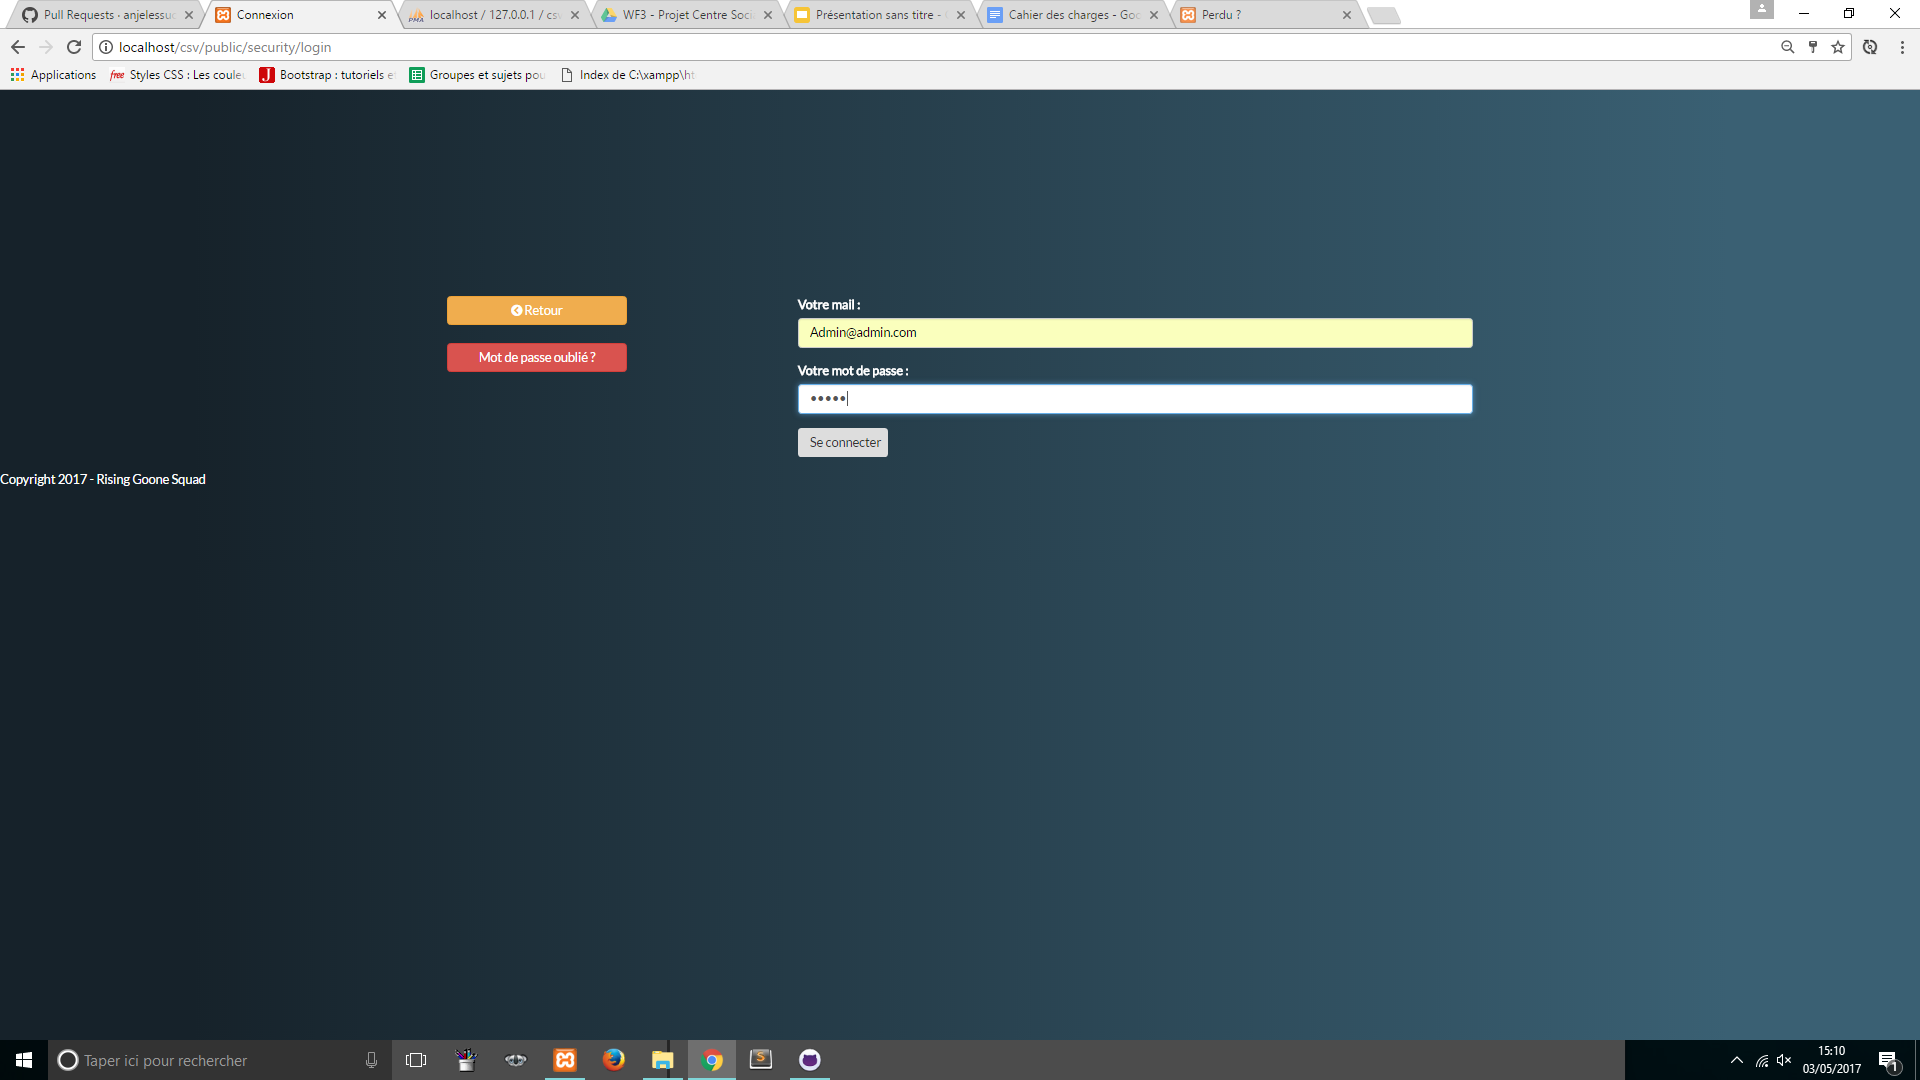 Pull Requests · anjelessuc
Connexion
localhost / 127.0.0.1 / cs
WF3 - Projet Centre Soci
Présentation sans titre -
Cahier des charges - Goo
Perdu ?
localhost/csv/public/security/login
Applications
free Styles CSS : Les couleu
J Bootstrap : tutoriels e
Groupes et sujets pou
Index de C:\xampp\ht
Retour
Mot de passe oublié ?
Votre mail :
Admin@admin.com
Votre mot de passe :
•••••
Se connecter
Copyright 2017 - Rising Goone Squad
Taper ici pour rechercher
15:10
03/05/2017
1